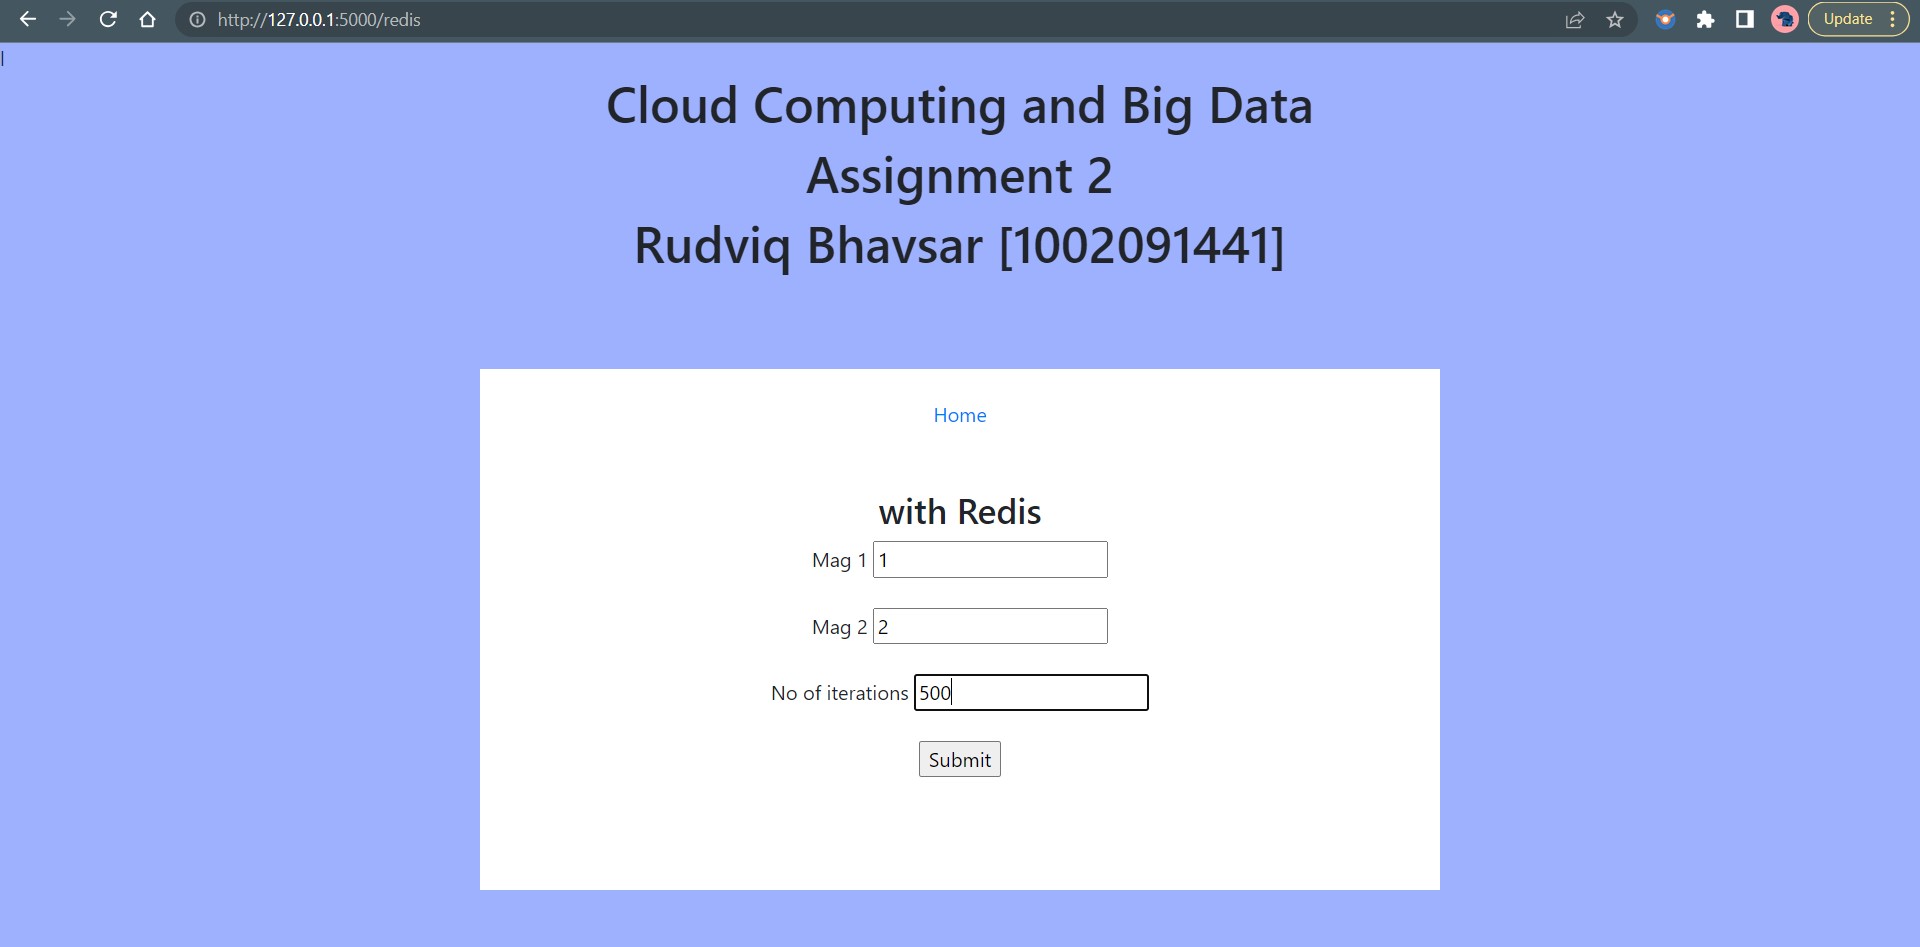 http://127.0.0.1:5000/redis
Update
|
Cloud Computing and Big Data
Assignment 2
Rudviq Bhavsar [1002091441]
Home
with Redis
Mag 1 1
Mag 2 2
No of iterations 500
Submit